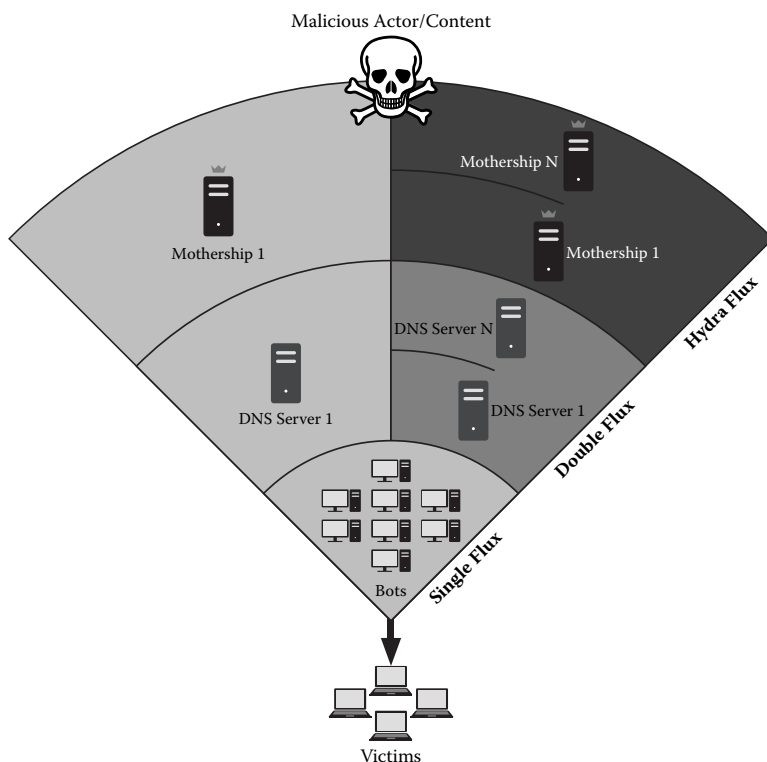 Malicious Actor/Content
Mothership N
Mothership 1
Mothership 1
Hydra Flux
DNS Server N
DNS Server 1
DNS Server 1
Double Flux
Single Flux
Bots
Victims